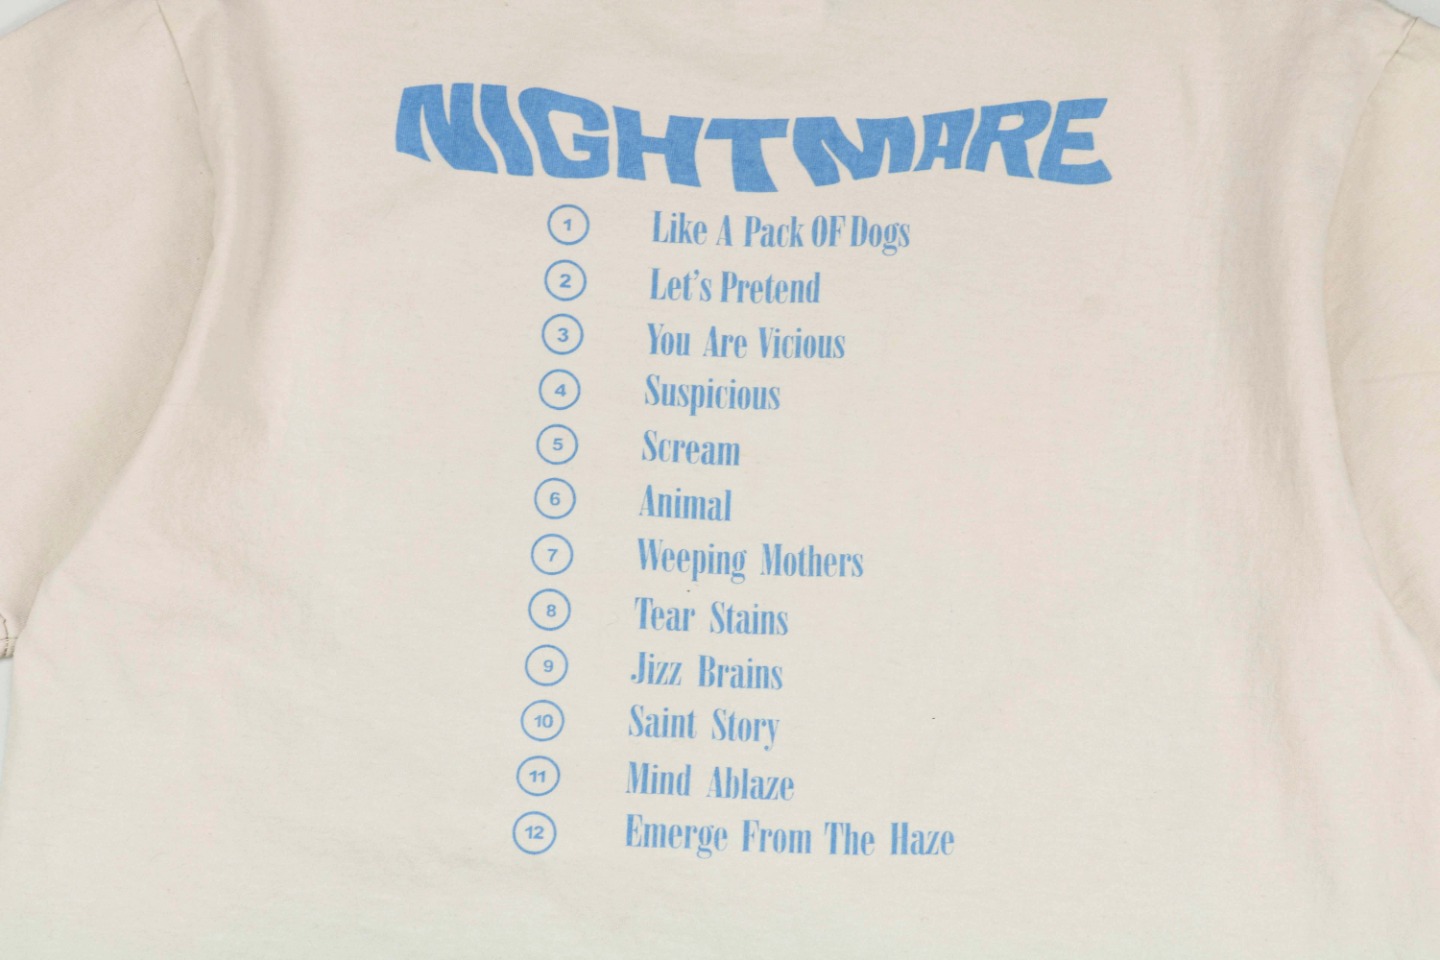 NIGHTMARE
1 Like A Pack OF Dogs
2 Let's Pretend
3 You Are Vicious
4 Suspicious
5 Scream
6 Animal
7 Weeping Mothers
8 Tear Stains
9 Jizz Brains
10 Saint Story
11 Mind Ablaze
12 Emerge From The Haze